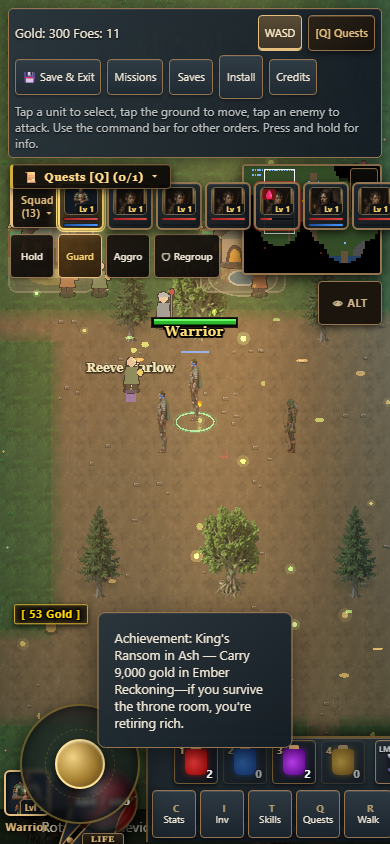 Gold: 300 Foes: 11
WASD
[Q] Quests
Save & Exit
Missions
Saves
Install
Credits
Tap a unit to select, tap the ground to move, tap an enemy to
attack. Use the command bar for other orders. Press and hold for
info.
Quests [Q] (0/1)
Squad
(13)
Lv 1
Lv 1
Lv 1
Lv 1
Lv 1
Lv 1
Lv 1
Hold
Guard
Aggro
Regroup
ALT
Warrior
Reeve
[ 53 Gold ]
Achievement: King's
Ransom in Ash — Carry
9,000 gold in Ember
Reckoning—if you survive
the throne room, you're
retiring rich.
1
2
2
0
3
2
4
0
LM
C
Stats
I
Inv
T
Skills
Q
Quests
R
Walk
LIFE